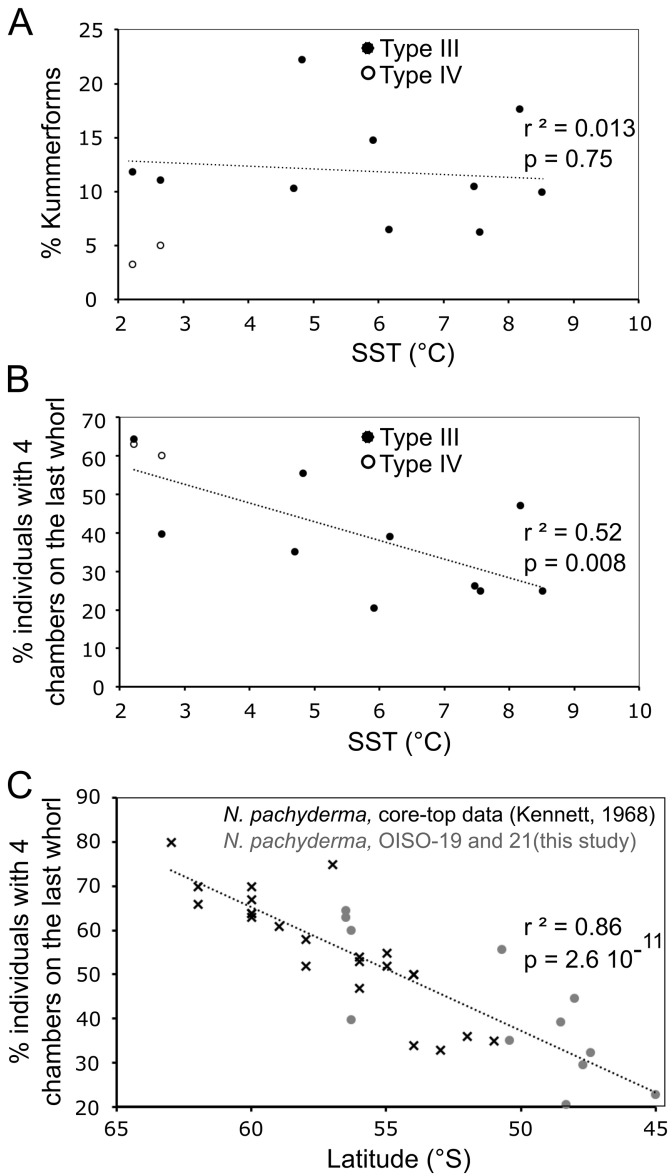 A
% Kummerforms
25
20
15
10
5
0
Type III
Type IV
r ² = 0.013
p = 0.75
2 3 4 5 6 7 8 9 10
SST (°C)
B
% individuals with 4
chambers on the last whorl
70
60
50
40
30
20
10
0
Type III
Type IV
r ² = 0.52
p = 0.008
2 3 4 5 6 7 8 9 10
SST (°C)
C
% individuals with 4
chambers on the last whorl
90
80
70
60
50
40
30
20
N. pachyderma, core-top data (Kennett, 1968)
N. pachyderma, OISO-19 and 21(this study)
r ² = 0.86
p = 2.6 10⁻¹¹
65 60 55 50 45
Latitude (°S)